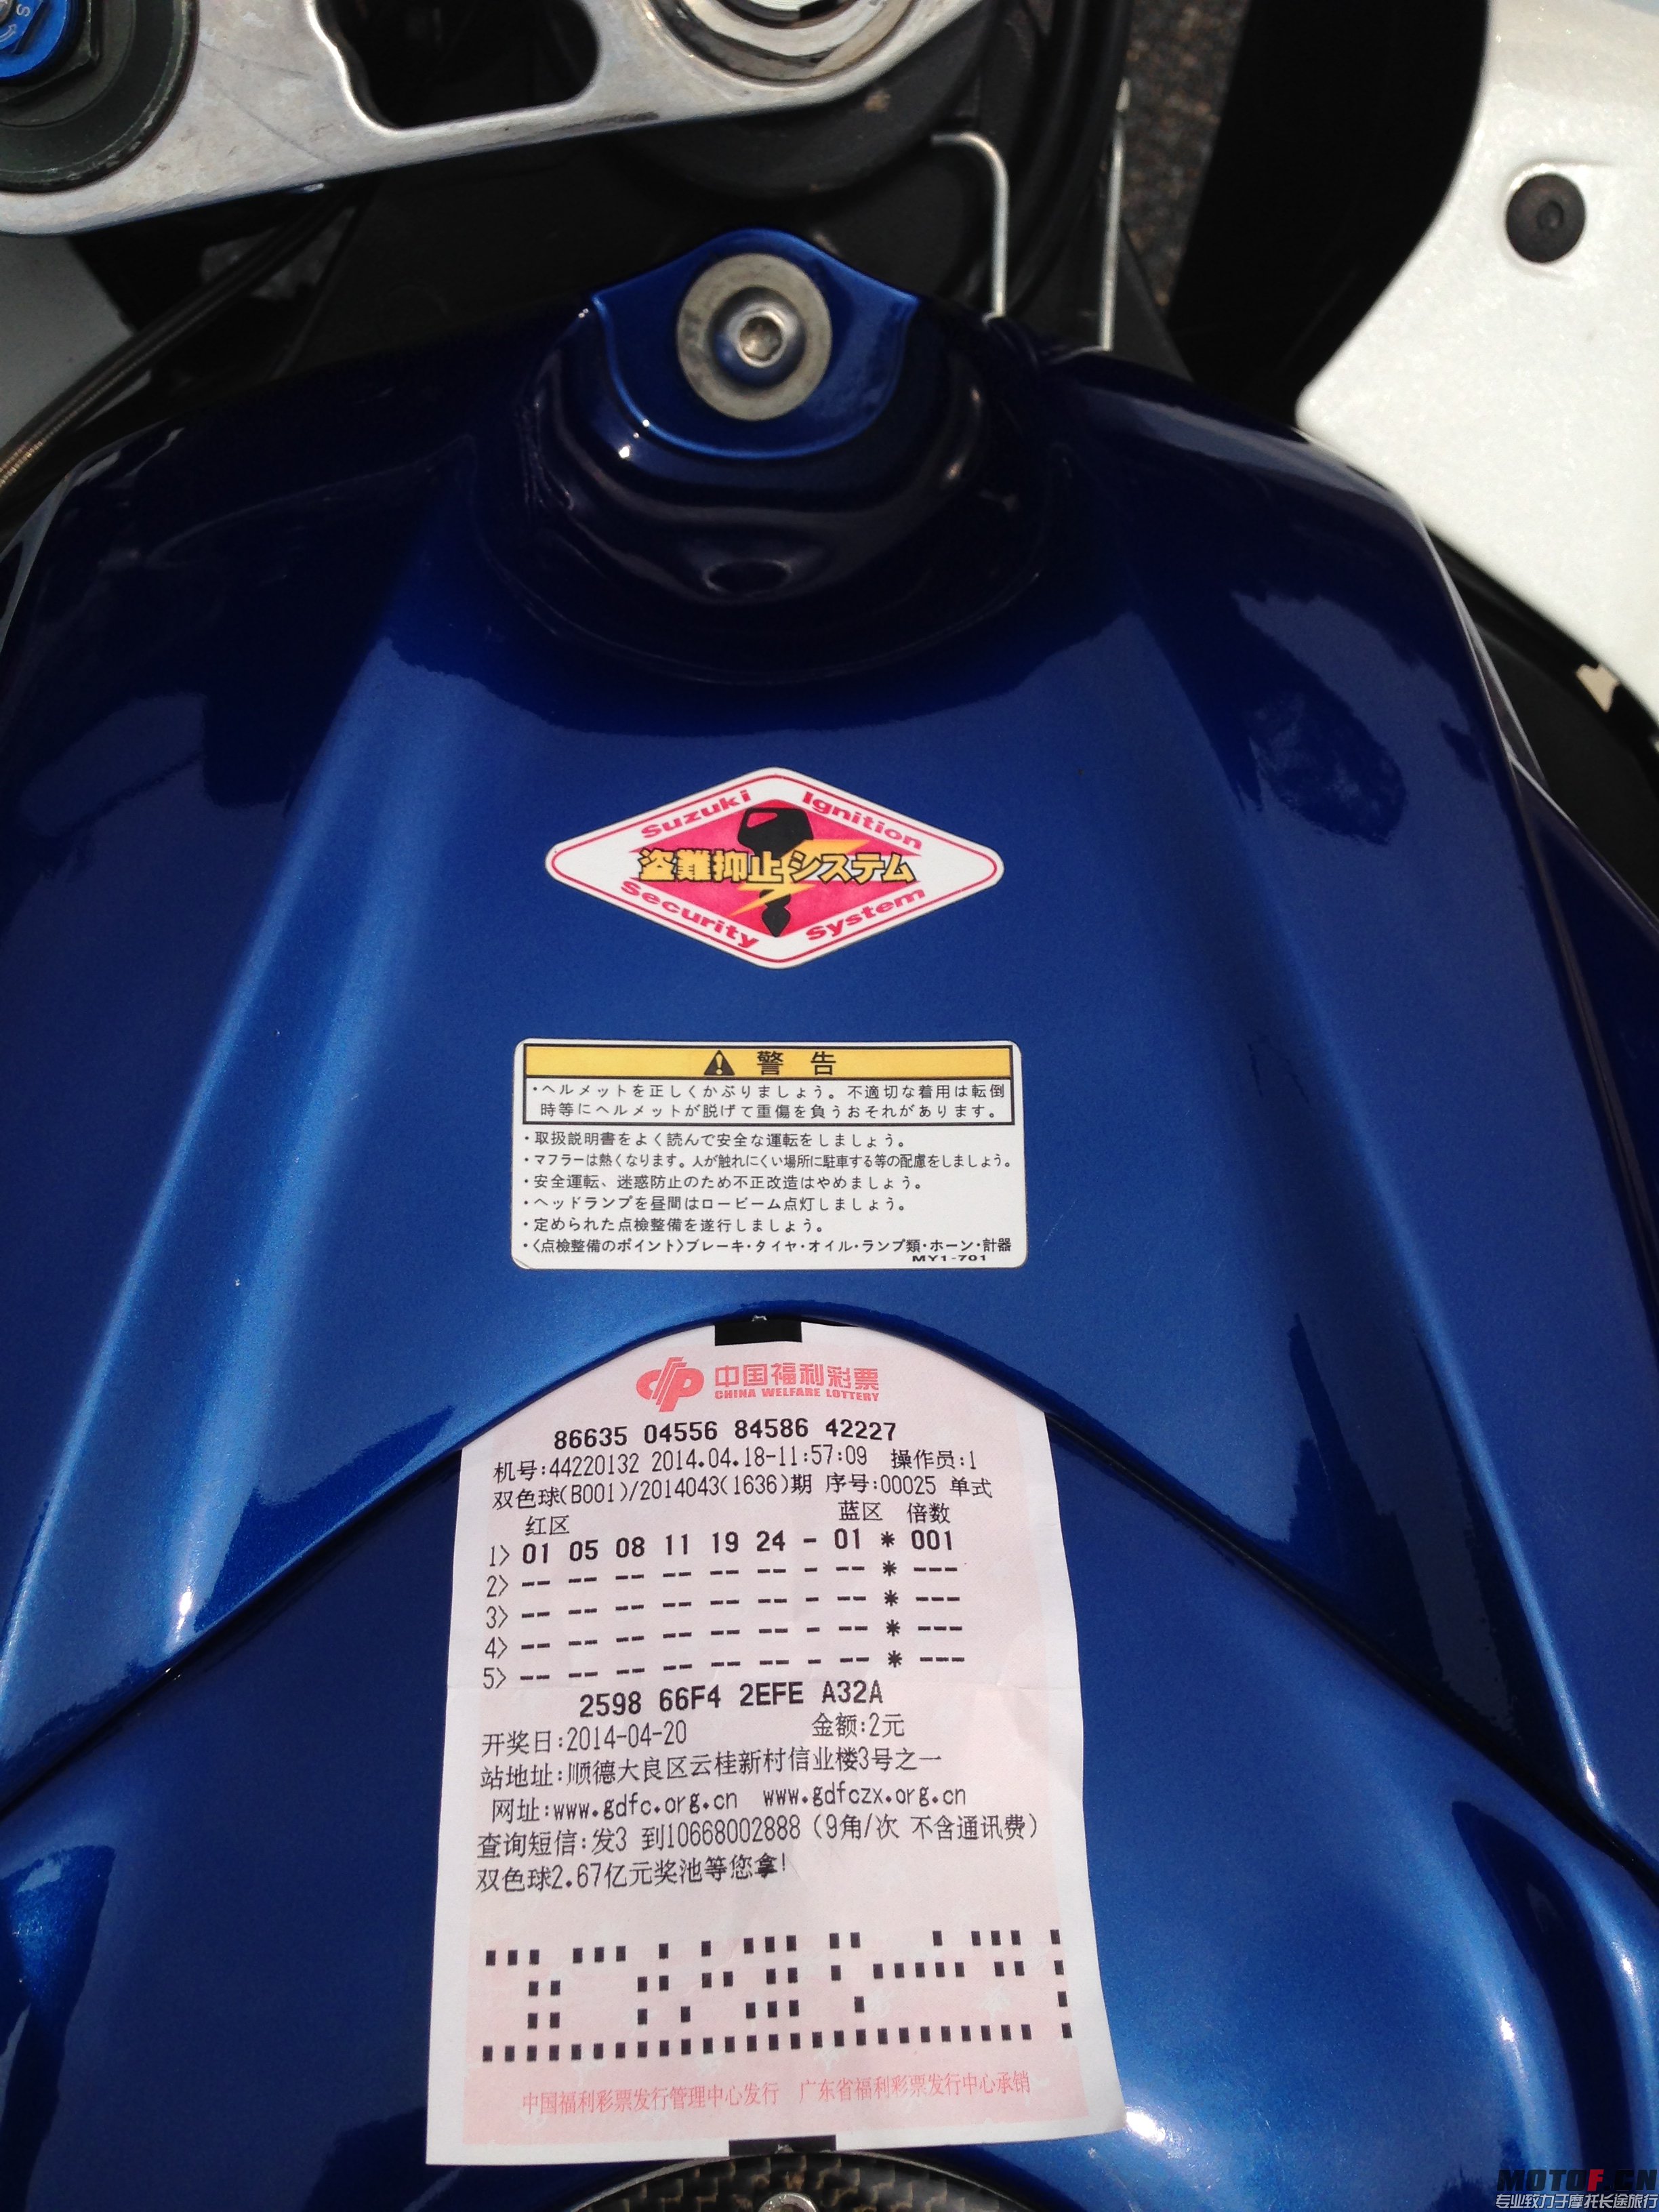 Suzuki Ignition
盗難抑止システム
Security System
警告
・ヘルメットを正しくかぶりましょう。不適切な着用は転倒
時等にヘルメットが脱げて重傷を負うおそれがあります。
・取扱説明書をよく読んで安全な運転をしましょう。
・マフラーは熱くなります。人が触れにくい場所に駐車する等の配慮をしましょう。
・安全運転、迷惑防止のため不正改造はやめましょう。
・ヘッドランプを昼間はロービーム点灯しましょう。
・定められた点検整備を遂行しましょう。
・〈点検整備のポイント〉ブレーキ・タイヤ・オイル・ランプ類・ホーン・計器
MY1-701
中国福利彩票
CHINA WELFARE LOTTERY
86635 04556 84586 42227
机号:44220132 2014.04.18-11:57:09 操作员:1
双色球(B001)/2014043(1636)期 序号:00025 单式
红区 蓝区 倍数
1> 01 05 08 11 19 24 - 01 * 001
2> -- -- -- -- -- -- - -- * ---
3> -- -- -- -- -- -- - -- * ---
4> -- -- -- -- -- -- - -- * ---
5> -- -- -- -- -- -- - -- * ---
2598 66F4 2EFE A32A
开奖日:2014-04-20 金额:2元
站地址:顺德大良区云桂新村信业楼3号之一
网址:www.gdfc.org.cn www.gdfczx.org.cn
查询短信:发3 到10668002888（9角/次 不含通讯费）
双色球2.67亿元奖池等您拿!
中国福利彩票发行管理中心发行 广东省福利彩票发行中心承销
MOTOF.CN
专业致力于摩托长途旅行